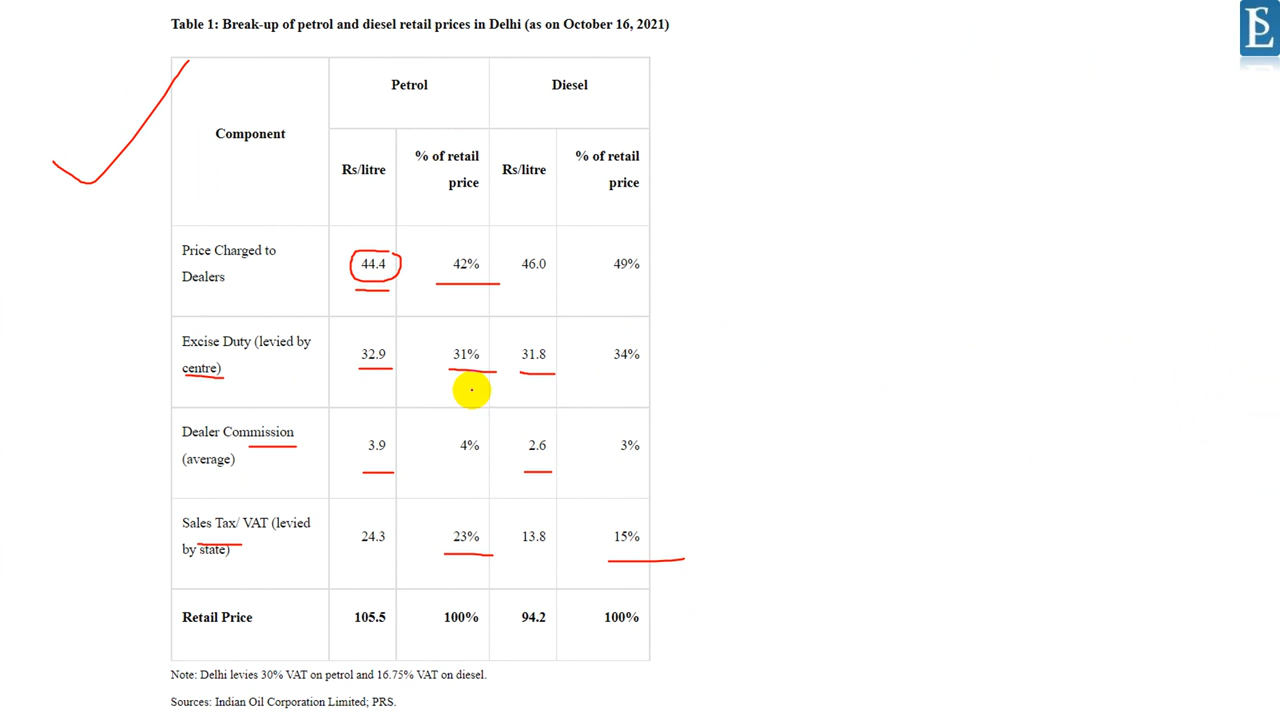 Table 1: Break-up of petrol and diesel retail prices in Delhi (as on October 16, 2021)
Component
Petrol
Diesel
Rs/litre
% of retail
price
Rs/litre
% of retail
price
Price Charged to
Dealers
44.4
42%
46.0
49%
Excise Duty (levied by
centre)
32.9
31%
31.8
34%
Dealer Commission
(average)
3.9
4%
2.6
3%
Sales Tax/ VAT (levied
by state)
24.3
23%
13.8
15%
Retail Price
105.5
100%
94.2
100%
Note: Delhi levies 30% VAT on petrol and 16.75% VAT on diesel.
Sources: Indian Oil Corporation Limited; PRS.